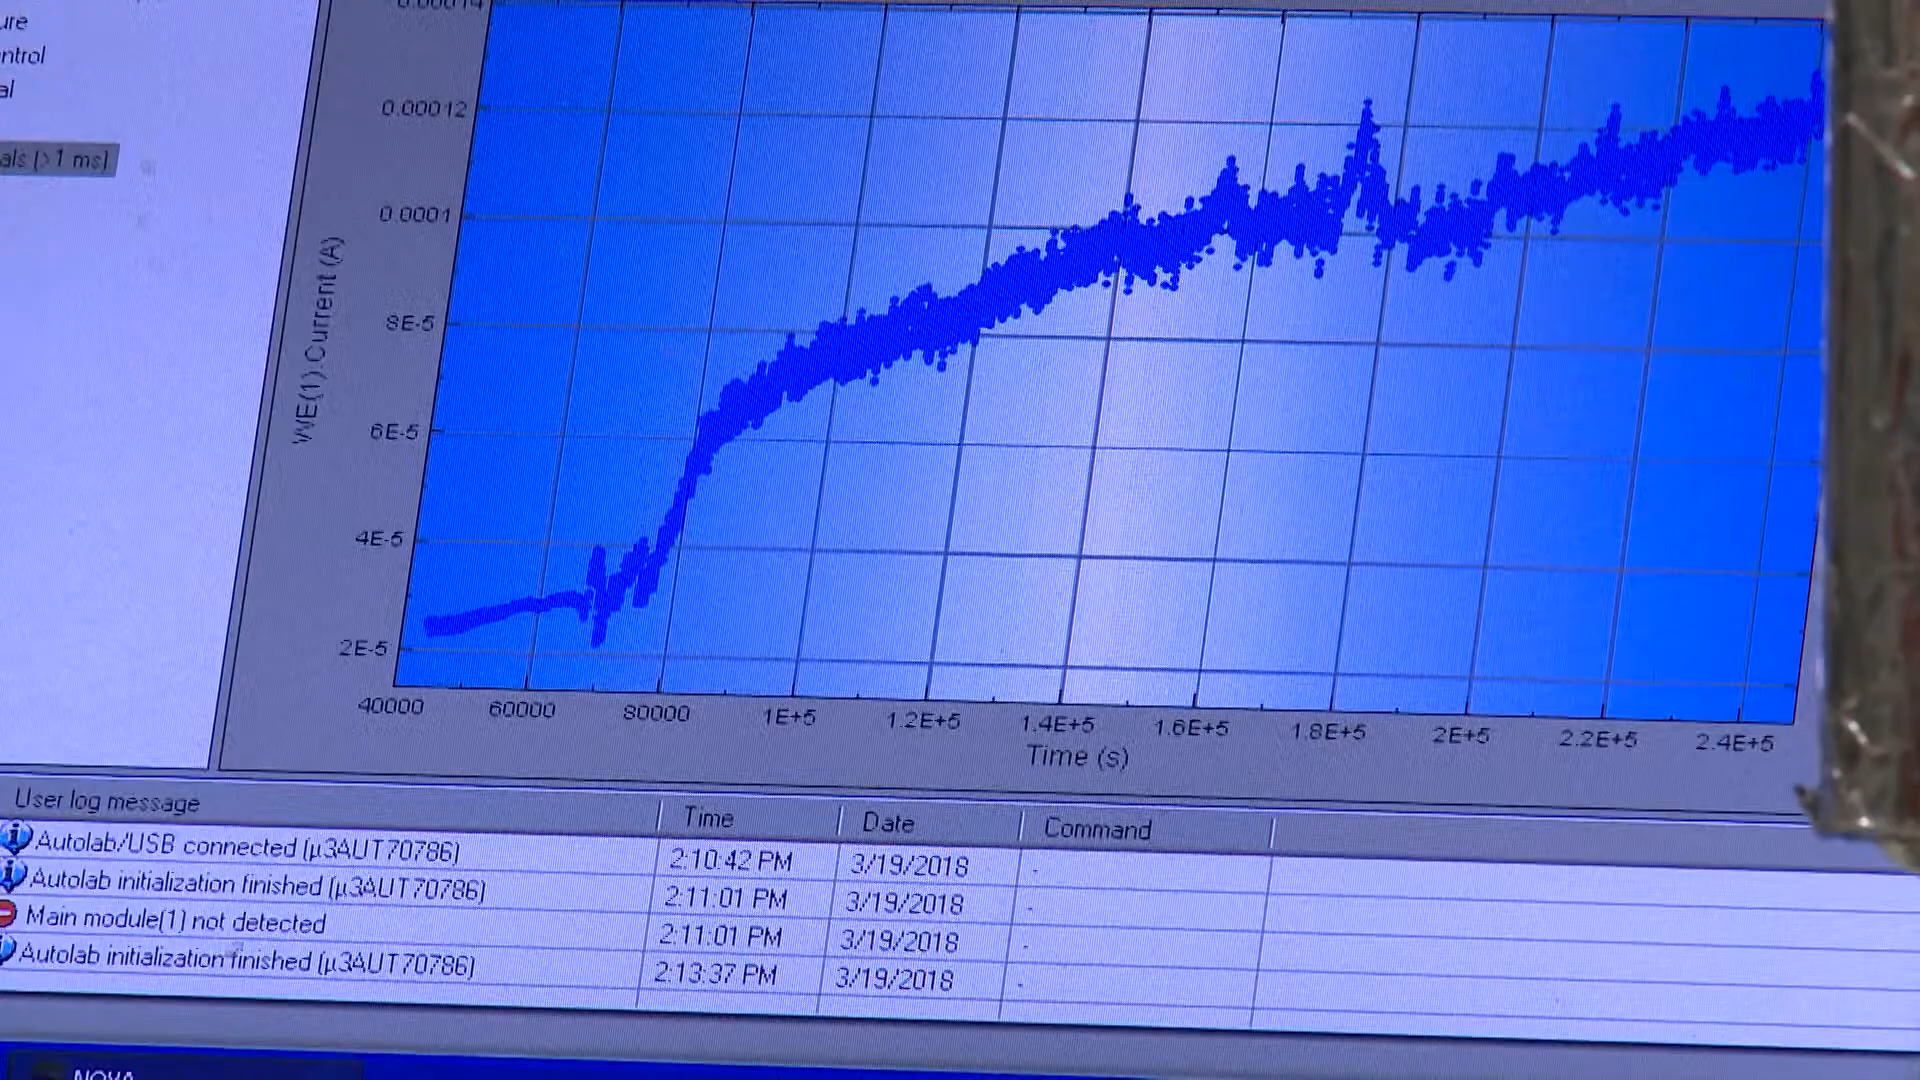 ure
ntrol
al
als (>1 ms)
0.00014
0.00012
0.0001
8E-5
6E-5
4E-5
2E-5
WE(1).Current (A)
40000 60000 80000 1E+5 1.2E+5 1.4E+5 1.6E+5 1.8E+5 2E+5 2.2E+5 2.4E+5
Time (s)
User log message Time Date Command
Autolab/USB connected (µ3AUT70786) 2:10:42 PM 3/19/2018 -
Autolab initialization finished (µ3AUT70786) 2:11:01 PM 3/19/2018 -
Main module(1) not detected 2:11:01 PM 3/19/2018 -
Autolab initialization finished (µ3AUT70786) 2:13:37 PM 3/19/2018 -
NOVA